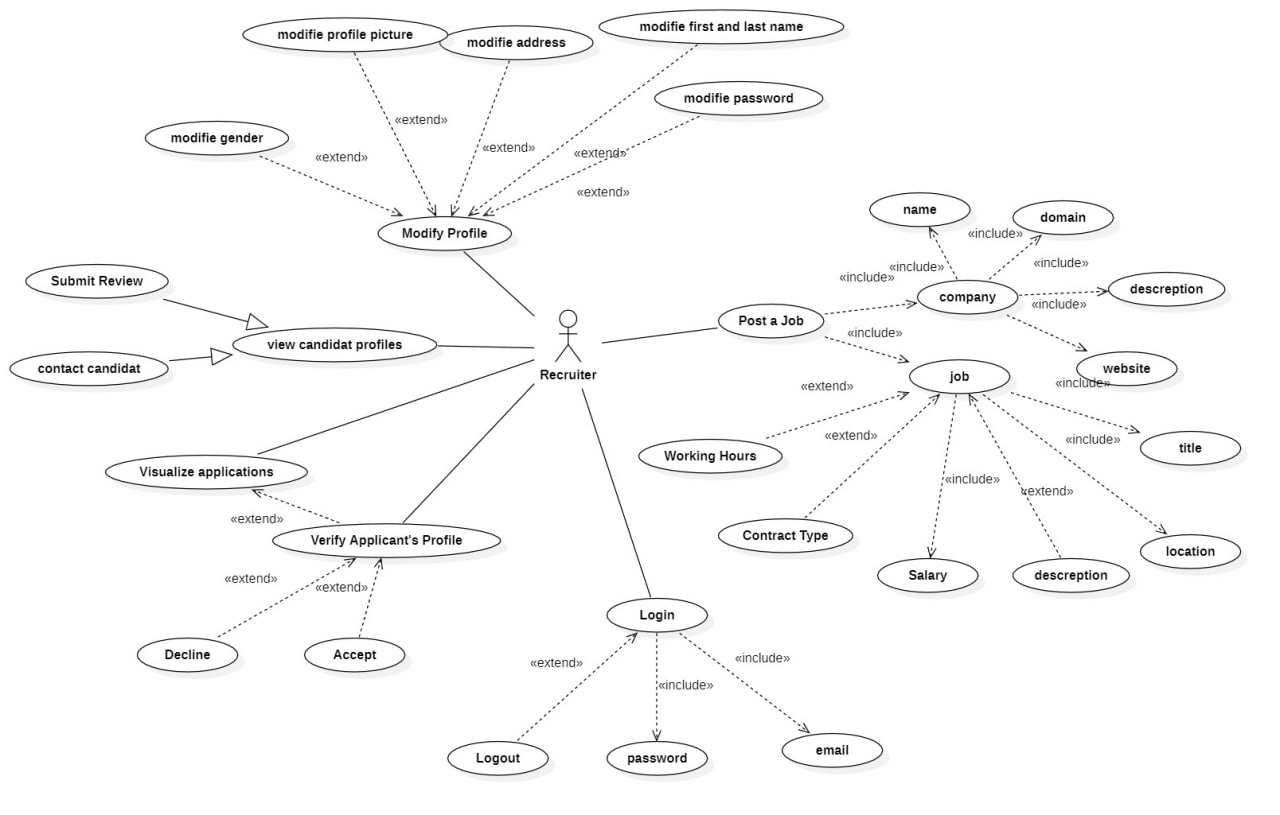 modifie profile picture
modifie address
modifie first and last name
modifie password
modifie gender
«extend»
«extend»
«extend»
«extend»
«extend»
Modify Profile
Submit Review
view candidat profiles
contact candidat
Recruiter
Post a Job
name
domain
company
descreption
website
«include»
«include»
«include»
«include»
«include»
«include»
job
«extend»
«extend»
«include»
«include»
«include»
«extend»
Working Hours
Contract Type
Salary
descreption
location
title
Visualize applications
«extend»
Verify Applicant's Profile
«extend»
«extend»
Decline
Accept
Login
«extend»
«include»
«include»
Logout
password
email